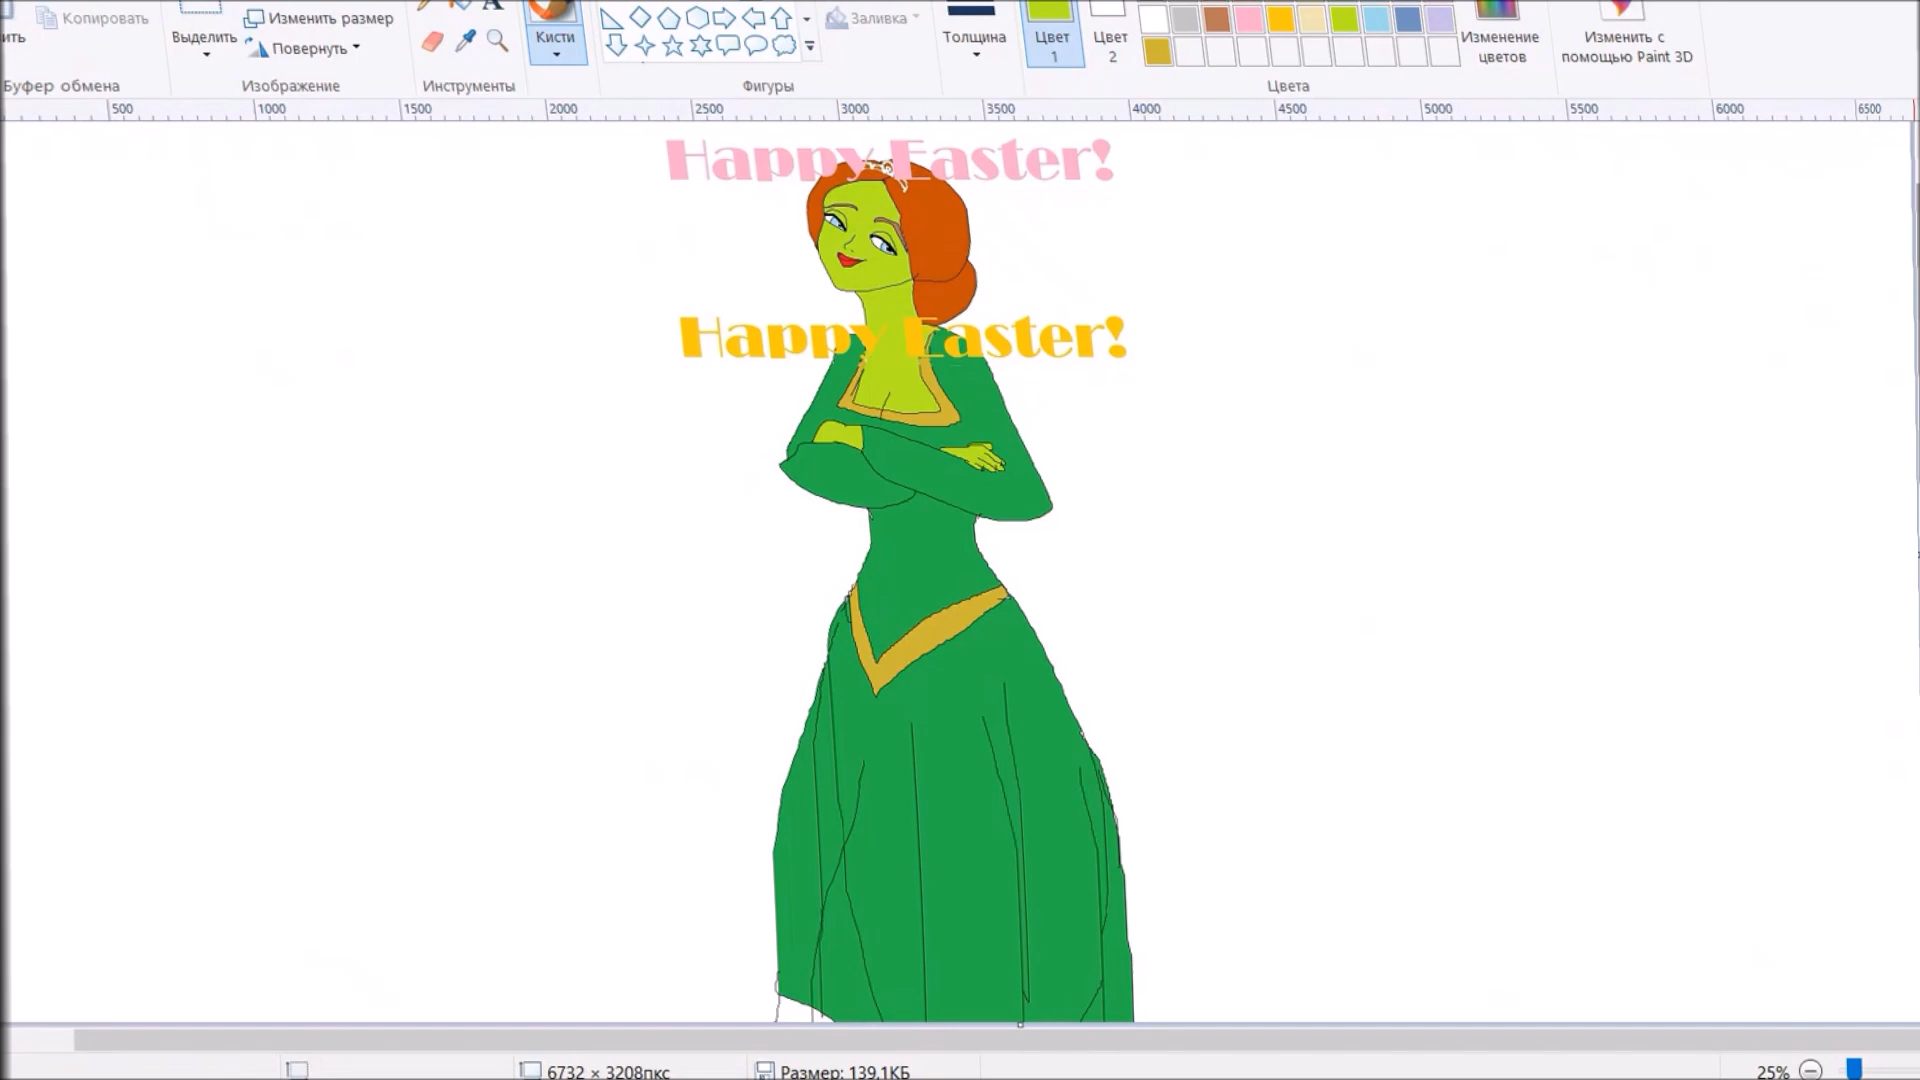 Изменить размер
Копировать
ить
Выделить
Повернуть
Кисти
Заливка
Толщина
Цвет
1
Цвет
2
Изменение
цветов
Изменить с
помощью Paint 3D
Буфер обмена
Изображение
Инструменты
Фигуры
Цвета
500 1000 1500 2000 2500 3000 3500 4000 4500 5000 5500 6000 6500
Happy Easter!
Happy Easter!
6732 × 3208пкс
Размер: 139,1КБ
25%